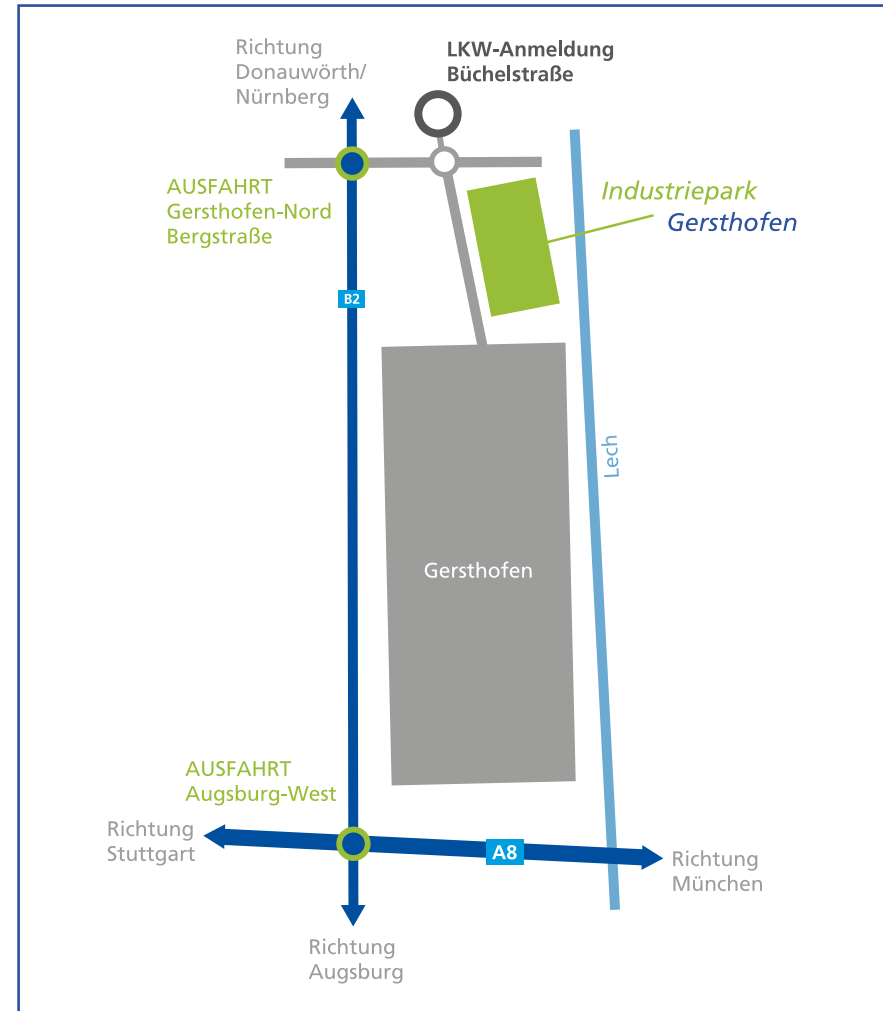 Richtung
Donauwörth/
Nürnberg
LKW-Anmeldung
Büchelstraße
AUSFAHRT
Gersthofen-Nord
Bergstraße
Industriepark
Gersthofen
B2
Lech
Gersthofen
AUSFAHRT
Augsburg-West
Richtung
Stuttgart
A8
Richtung
München
Richtung
Augsburg